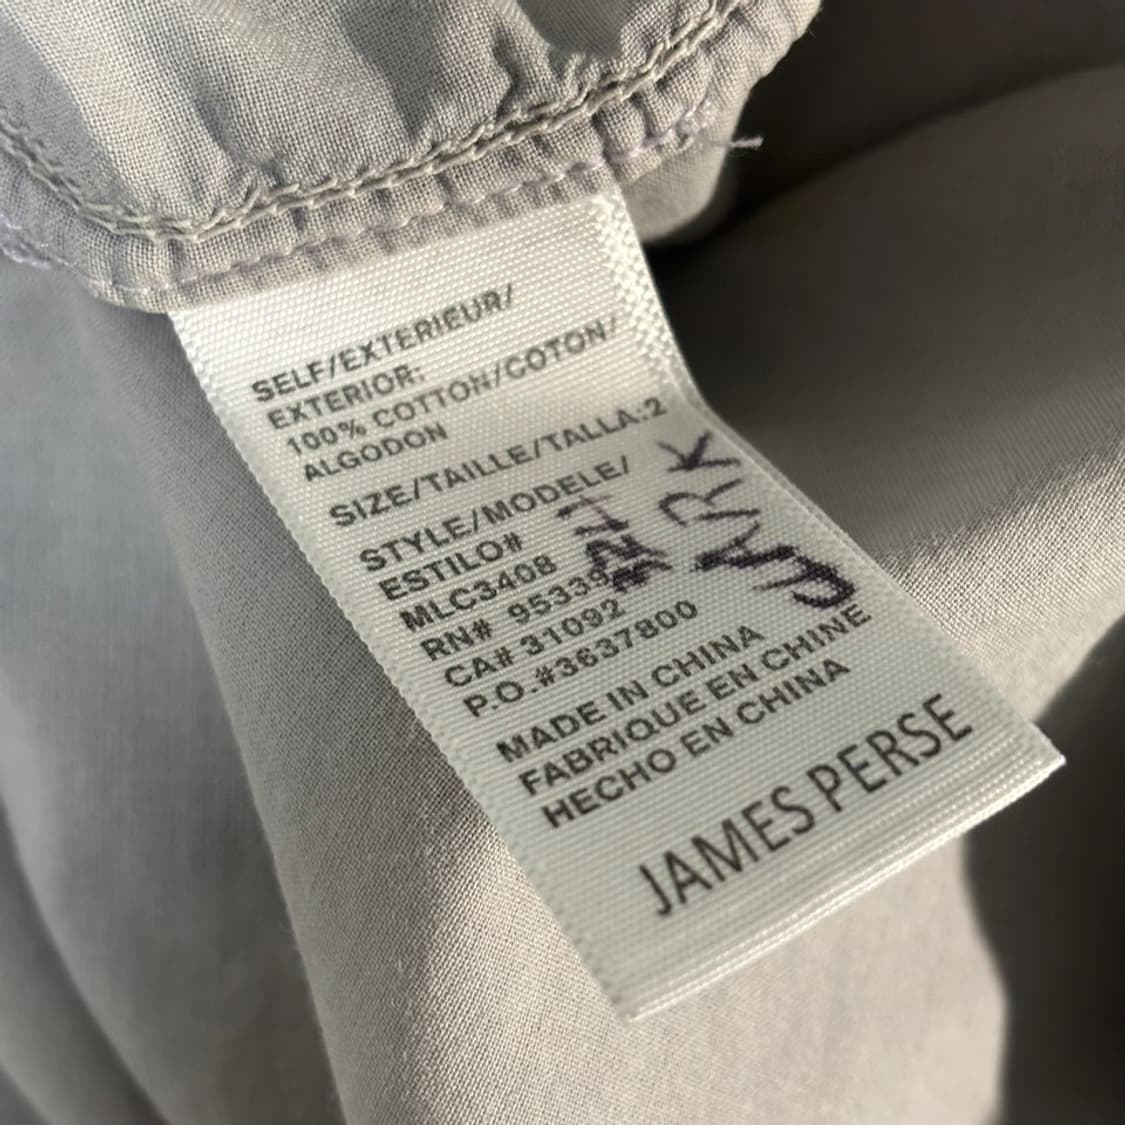 SELF/EXTERIEUR/
EXTERIOR:
100% COTTON/COTON/
ALGODON
SIZE/TAILLE/TALLA:2
STYLE/MODELE/
ESTILO#
MLC3408
RN# 95339
CA# 31092
P.O.#3637800
MADE IN CHINA
FABRIQUE EN CHINE
HECHO EN CHINA
JAMES PERSE